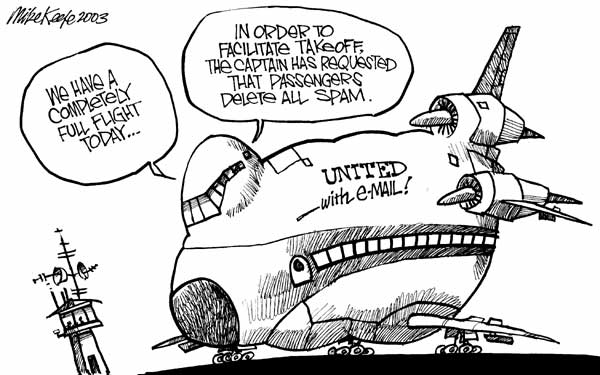 Mike Keefe 2003
WE HAVE A
COMPLETELY
FULL FLIGHT
TODAY...
IN ORDER TO
FACILITATE TAKEOFF,
THE CAPTAIN HAS REQUESTED
THAT PASSENGERS
DELETE ALL SPAM.
UNITED
with e-MAIL!